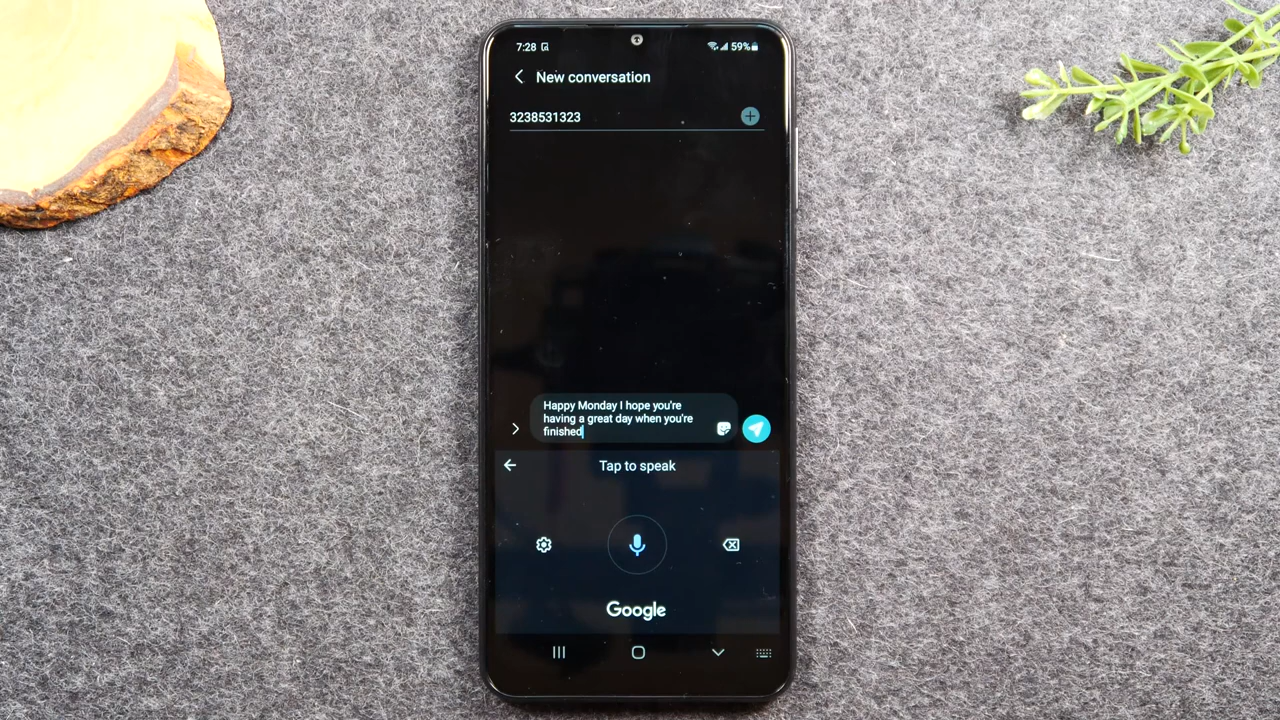 7:28 59%
New conversation
3238531323
Happy Monday I hope you're
having a great day when you're
finished
Tap to speak
Google